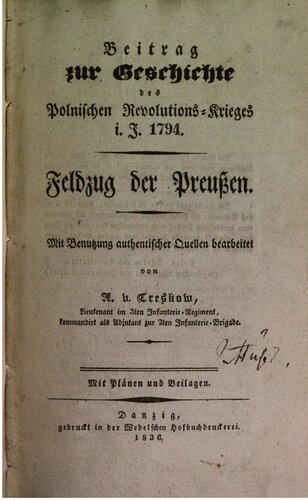 Beitrag
zur Geschichte
des
Polnischen Revolutions-Krieges
i. J. 1794.
Feldzug der Preußen.
Mit Benutzung authentischer Quellen bearbeitet
von
A. v. Treskow,
Lieutenant im 3ten Infanterie-Regiment,
kommandirt als Adjutant zur 2ten Infanterie-Brigade.
Mit Plänen und Beilagen.
Danzig,
gedruckt in der Wedelschen Hofbuchdruckerei.
1836.